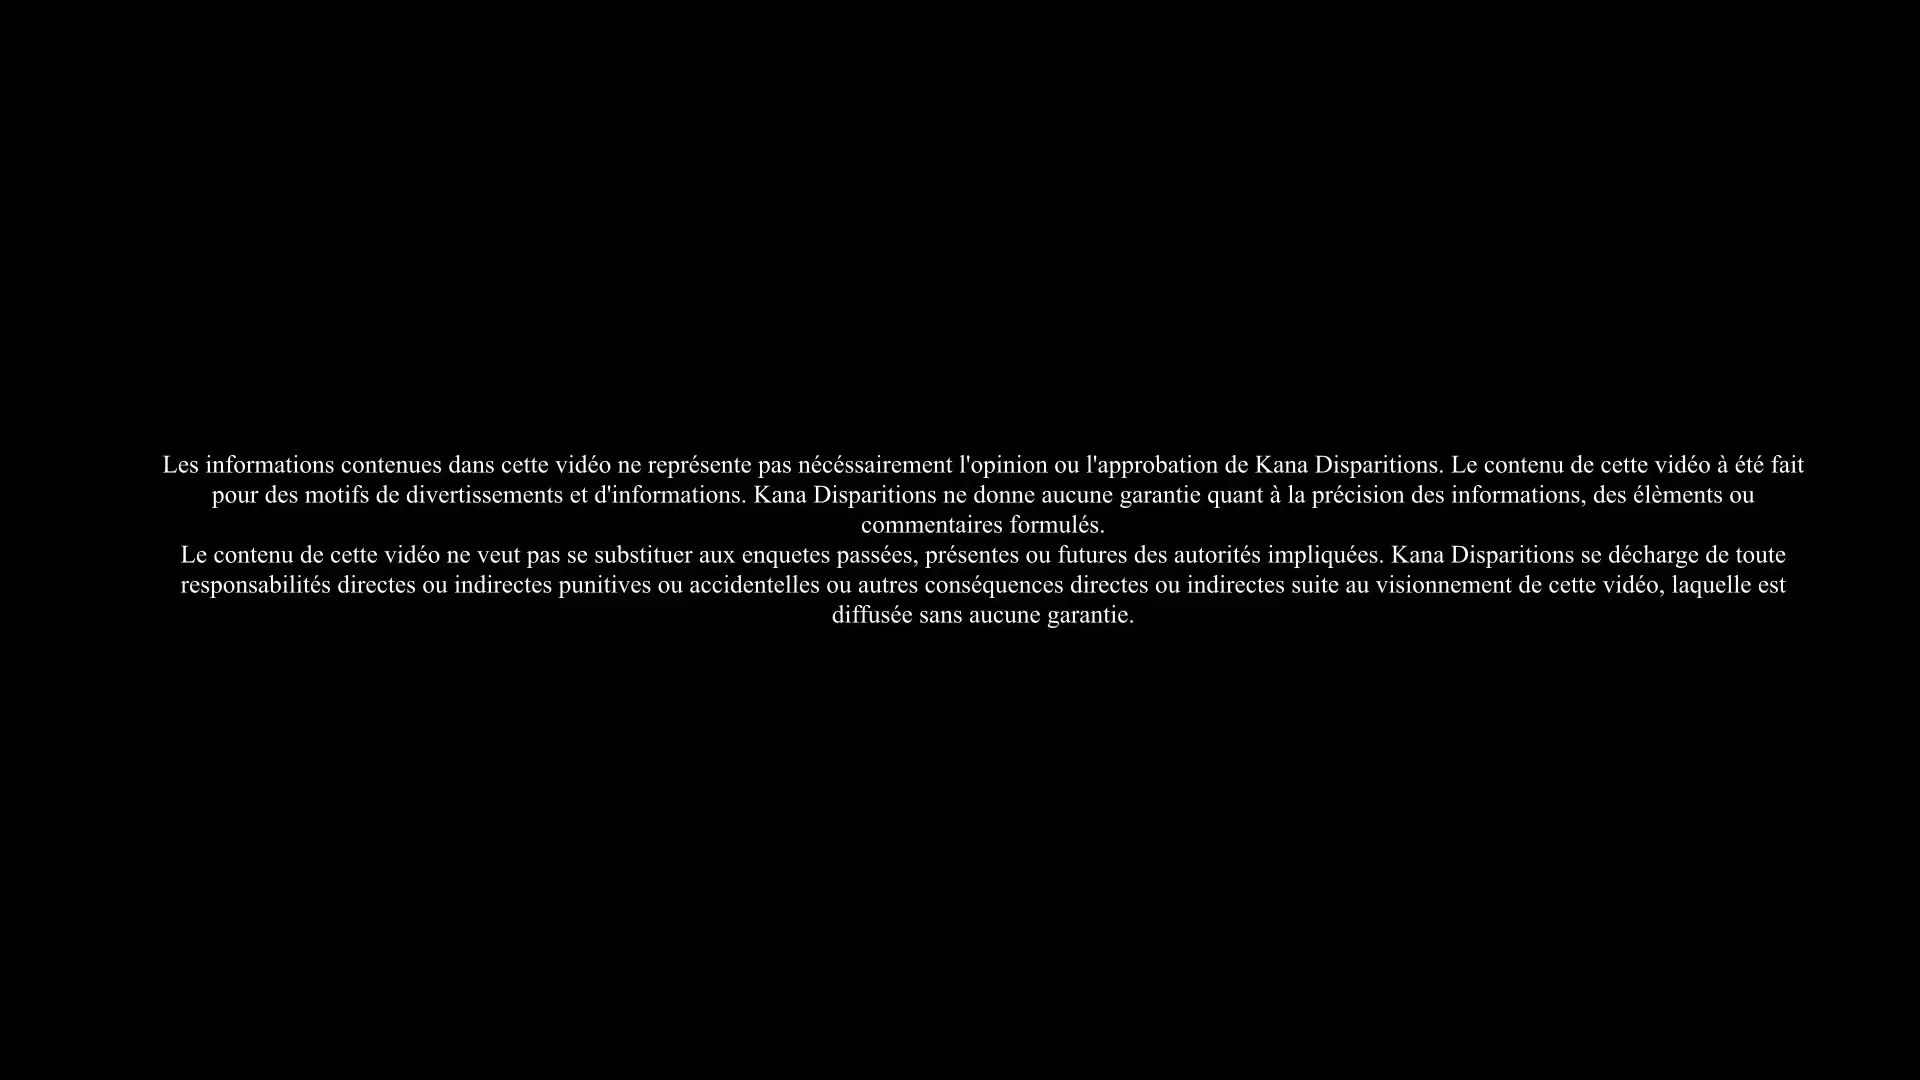 Les informations contenues dans cette vidéo ne représente pas nécéssairement l'opinion ou l'approbation de Kana Disparitions. Le contenu de cette vidéo à été fait
pour des motifs de divertissements et d'informations. Kana Disparitions ne donne aucune garantie quant à la précision des informations, des élèments ou
commentaires formulés.
Le contenu de cette vidéo ne veut pas se substituer aux enquetes passées, présentes ou futures des autorités impliquées. Kana Disparitions se décharge de toute
responsabilités directes ou indirectes punitives ou accidentelles ou autres conséquences directes ou indirectes suite au visionnement de cette vidéo, laquelle est
diffusée sans aucune garantie.